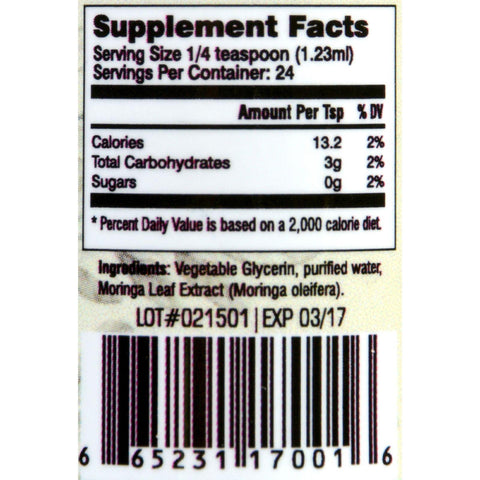 Supplement Facts
Serving Size 1/4 teaspoon (1.23ml)
Servings Per Container: 24
Amount Per Tsp % DV
Calories 13.2 2%
Total Carbohydrates 3g 2%
Sugars 0g 2%
* Percent Daily Value is based on a 2,000 calorie diet.
Ingredients: Vegetable Glycerin, purified water,
Moringa Leaf Extract (Moringa oleifera).
LOT#021501 | EXP 03/17
6 65231 17001 6